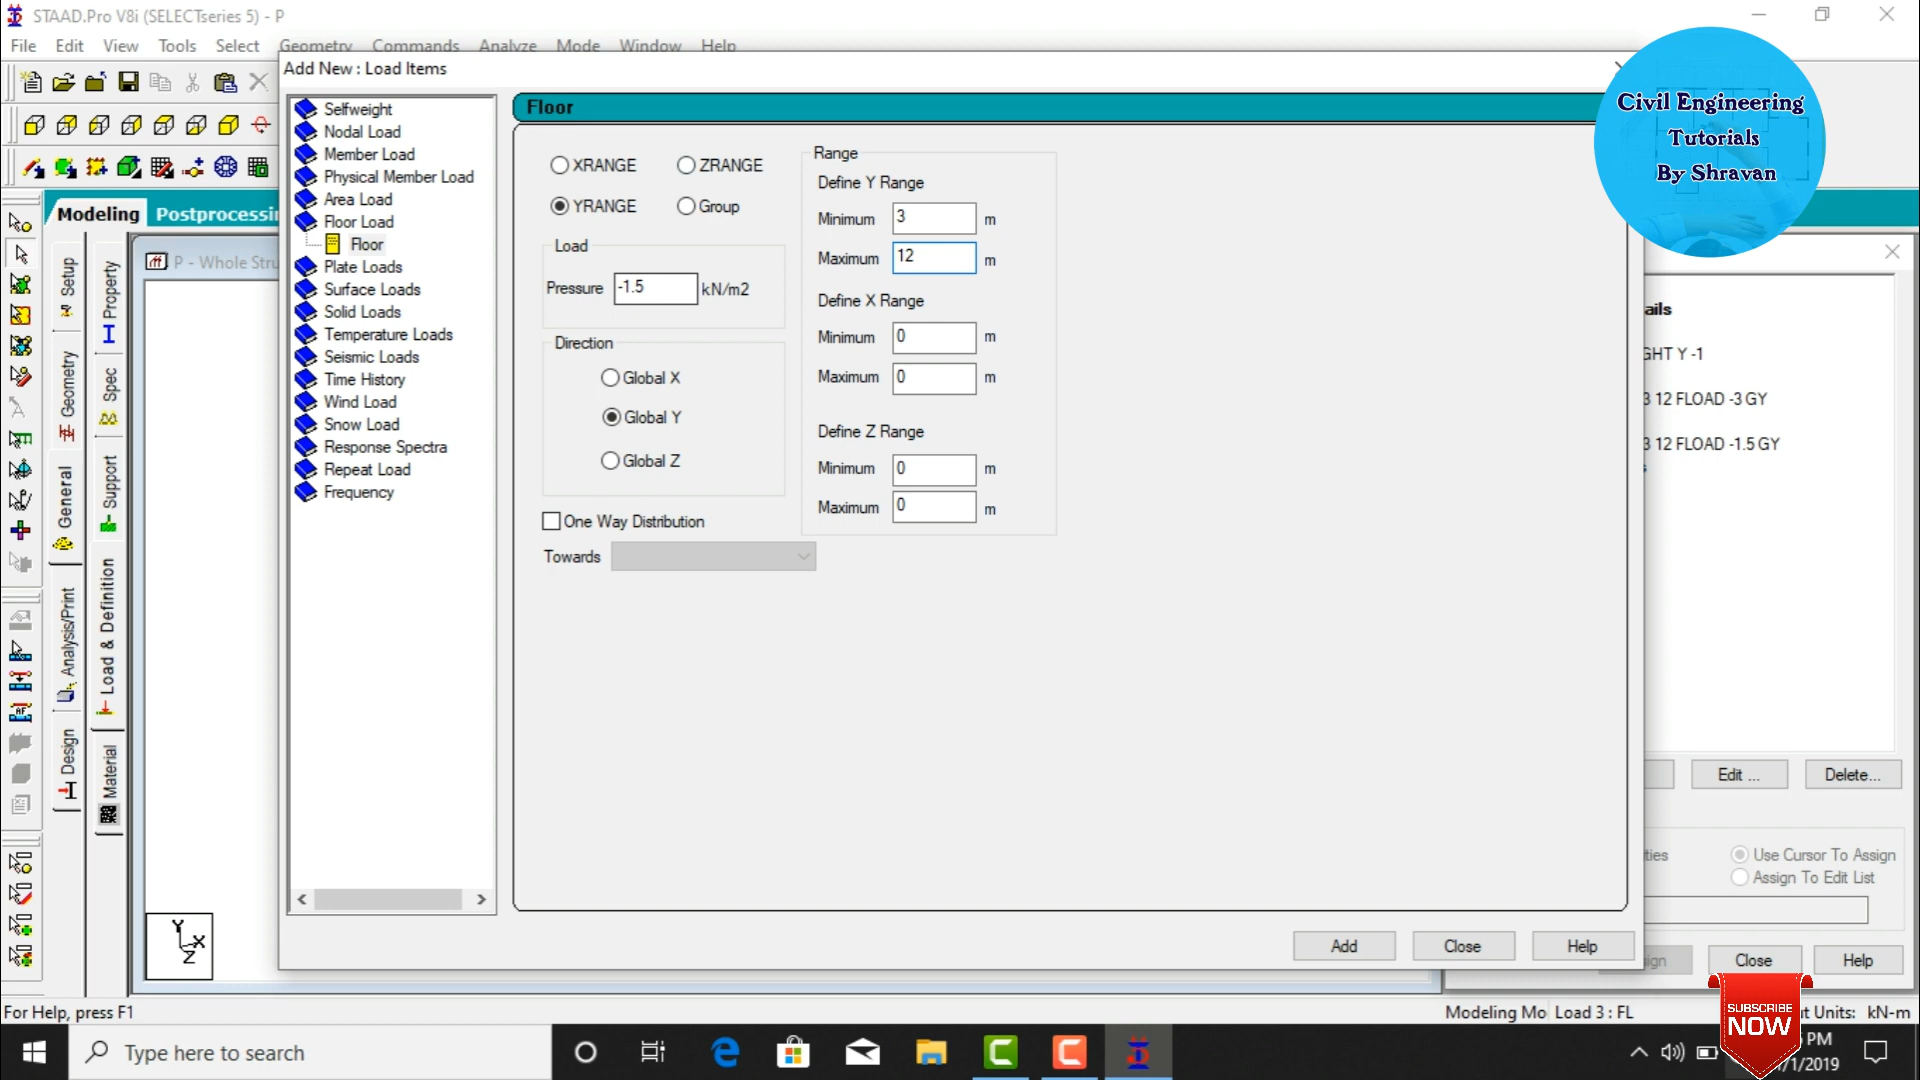 STAAD.Pro V8i (SELECTseries 5) - P
File Edit View Tools Select Geometry Commands Analyze Mode Window Help
Add New : Load Items
Selfweight
Nodal Load
Member Load
Physical Member Load
Area Load
Floor Load
Floor
Plate Loads
Surface Loads
Solid Loads
Temperature Loads
Seismic Loads
Time History
Wind Load
Snow Load
Response Spectra
Repeat Load
Frequency
Floor
XRANGE ZRANGE
YRANGE Group
Load
Pressure -1.5 kN/m2
Direction
Global X
Global Y
Global Z
One Way Distribution
Towards
Range
Define Y Range
Minimum 3 m
Maximum 12 m
Define X Range
Minimum 0 m
Maximum 0 m
Define Z Range
Minimum 0 m
Maximum 0 m
Add Close Help
Civil Engineering
Tutorials
By Shravan
Modeling Postprocessin
P - Whole Stru
Setup
Geometry
General
Analysis/Print
Design
Property
Spec
Support
Load & Definition
Material
Y
X
Z
ails
GHT Y -1
3 12 FLOAD -3 GY
3 12 FLOAD -1.5 GY
Edit ... Delete...
ities Use Cursor To Assign
Assign To Edit List
ign Close Help
For Help, press F1
Modeling Mo Load 3 : FL t Units: kN-m
SUBSCRIBE
NOW
Type here to search
PM
/1/2019